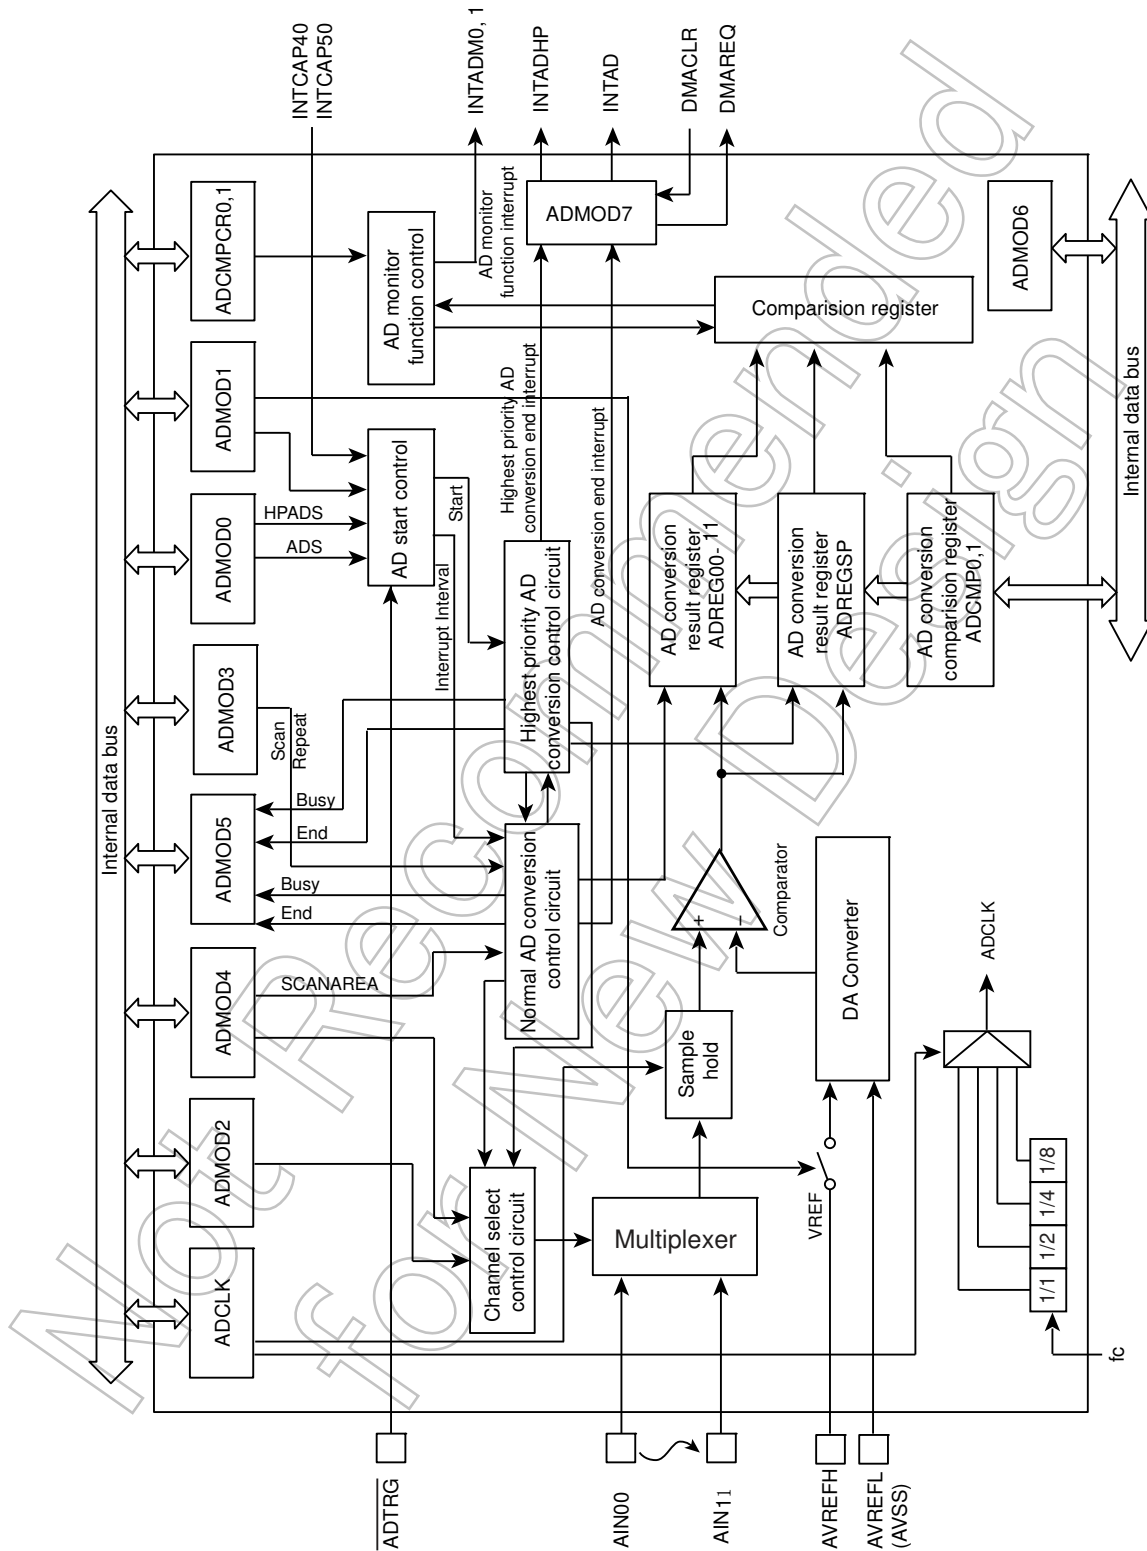 Internal data bus
ADCLK
ADMOD2
ADMOD4
ADMOD5
ADMOD3
ADMOD0
ADMOD1
ADCMPCR0,1
INTCAP40
INTCAP50
SCANAREA
End
Busy
End
Busy
Scan
Repeat
ADS
HPADS
ADTRG
AD start control
AD monitor
function control
INTADM0, 1
AD monitor
function interrupt
Interrupt Interval
Start
Channel select
control circuit
Normal AD conversion
control circuit
Highest priority AD
conversion control circuit
Highest priority AD
conversion end interrupt
AD conversion end interrupt
ADMOD7
INTADHP
INTAD
DMACLR
DMAREQ
AIN00
AIN11
Multiplexer
Sample
hold
+
−
Comparator
AD conversion
result register
ADREG00- 11
AD conversion
result register
ADREGSP
AD conversion
comparision register
ADCMP0,1
Comparision register
ADMOD6
AVREFH
AVREFL
(AVSS)
VREF
DA Converter
ADCLK
fc
1/1
1/2
1/4
1/8
Internal data bus
Not Recommended
for New Design